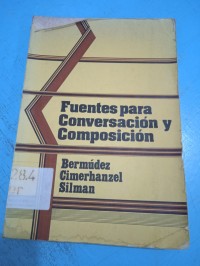 Fuentes para
Conversación y
Composición
Bermúdez
Cimerhanzel
Silman